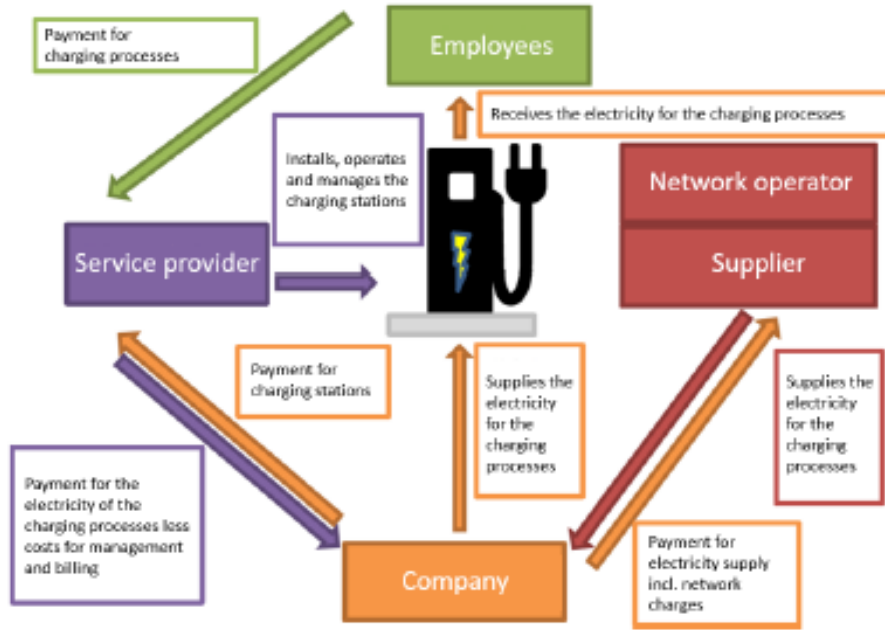 Payment for
charging processes
Employees
Receives the electricity for the charging processes
Installs, operates
and manages the
charging stations
Network operator
Service provider
Supplier
Payment for
charging stations
Supplies the
electricity
for the
charging
processes
Supplies the
electricity
for the
charging
processes
Payment for the
electricity of the
charging processes less
costs for management
and billing
Company
Payment for
electricity supply
incl. network
charges